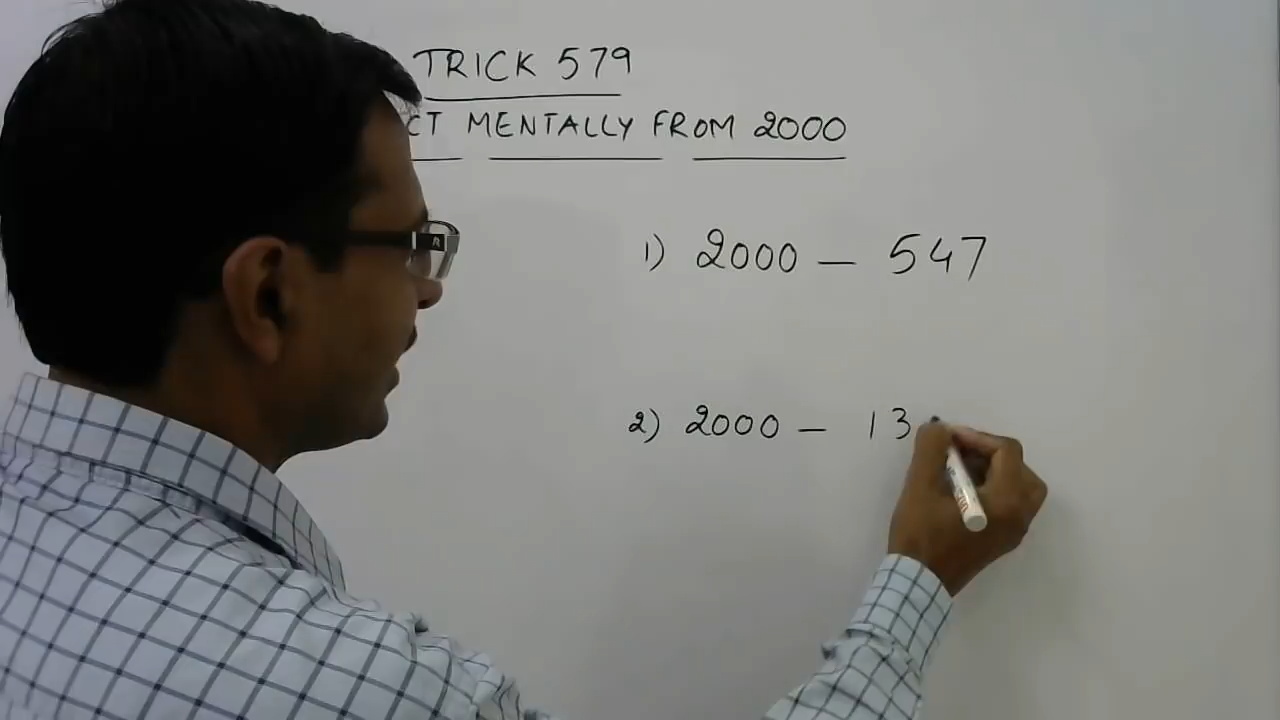 TRICK 579
CT MENTALLY FROM 2000
1) 2000 — 547
2) 2000 — 13